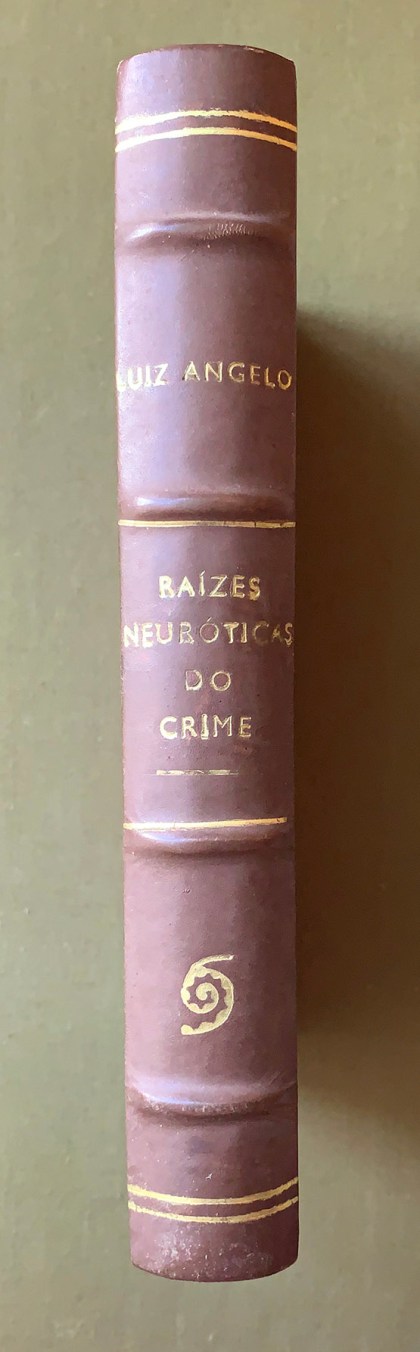 LUIZ ANGELO
RAÍZES
NEURÓTICAS
DO
CRIME